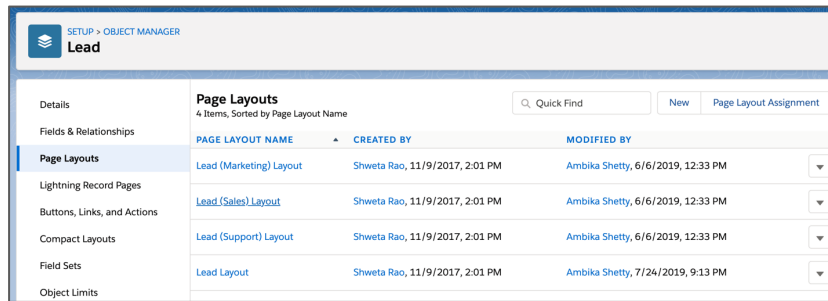 SETUP > OBJECT MANAGER
Lead
Details
Fields & Relationships
Page Layouts
Lightning Record Pages
Buttons, Links, and Actions
Compact Layouts
Field Sets
Object Limits
Page Layouts
4 Items, Sorted by Page Layout Name
Quick Find
New
Page Layout Assignment
PAGE LAYOUT NAME CREATED BY MODIFIED BY
Lead (Marketing) Layout Shweta Rao, 11/9/2017, 2:01 PM Ambika Shetty, 6/6/2019, 12:33 PM
Lead (Sales) Layout Shweta Rao, 11/9/2017, 2:01 PM Ambika Shetty, 6/6/2019, 12:33 PM
Lead (Support) Layout Shweta Rao, 11/9/2017, 2:01 PM Ambika Shetty, 6/6/2019, 12:33 PM
Lead Layout Shweta Rao, 11/9/2017, 2:01 PM Ambika Shetty, 7/24/2019, 9:13 PM